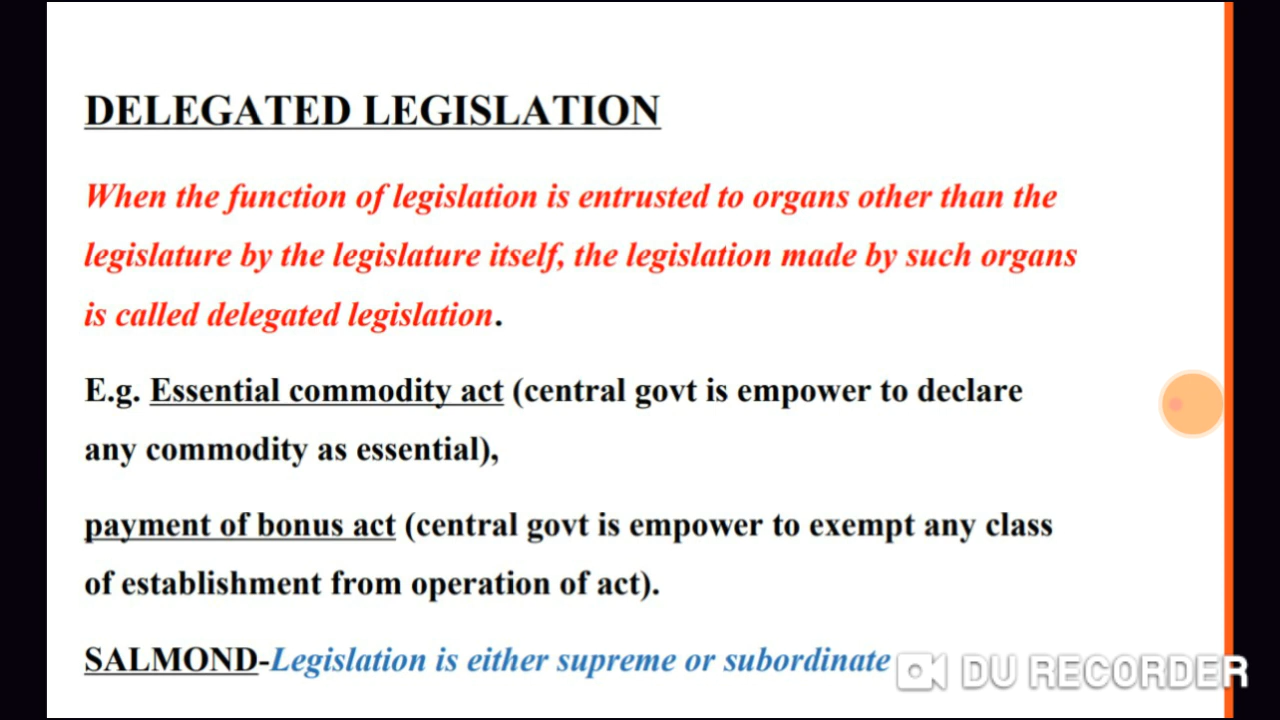 DELEGATED LEGISLATION
When the function of legislation is entrusted to organs other than the
legislature by the legislature itself, the legislation made by such organs
is called delegated legislation.
E.g. Essential commodity act (central govt is empower to declare
any commodity as essential),
payment of bonus act (central govt is empower to exempt any class
of establishment from operation of act).
SALMOND-Legislation is either supreme or subordinate
DU RECORDER